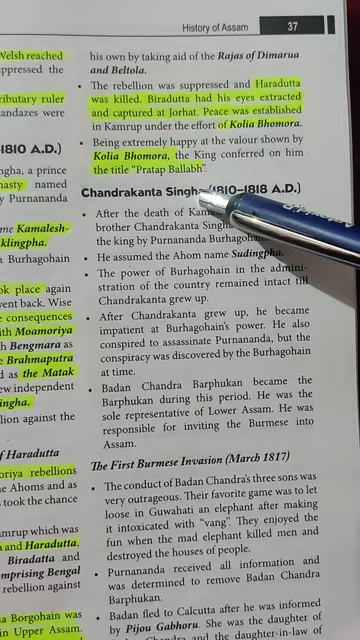 History of Assam 37
Welsh reached
ppressed the
ributary ruler
andazes were
1810 A.D.)
ngha, a prince
nasty named
y Purnananda
me Kamalesh-
klingpha.
a Burhagohain
ok place again
vent back. Wise
e consequences
ith Moamoriya
h Bengmara as
e Brahmaputra
d as the Matak
ew independent
ingha.
lion against the
f Haradutta
oriya rebellions
e Ahoms and as
s took the chance
amrup which was
a and Haradutta,
Biradatta and
omprising Bengal
rebellion against
Borgohain was
in Upper Assam.
his own by taking aid of the Rajas of Dimarua
and Beltola.
• The rebellion was suppressed and Haradutta
was killed. Biradutta had his eyes extracted
and captured at Jorhat. Peace was established
in Kamrup under the effort of Kolia Bhomora.
• Being extremely happy at the valour shown by
Kolia Bhomora, the King conferred on him
the title “Pratap Ballabh”.
Chandrakanta Singha (1810–1818 A.D.)
• After the death of
brother Chandrakanta Singha
the king by Purnananda Burhagohain.
• He assumed the Ahom name Sudingpha.
• The power of Burhagohain in the admini-
stration of the country remained intact till
Chandrakanta grew up.
• After Chandrakanta grew up, he became
impatient at Burhagohain’s power. He also
conspired to assassinate Purnananda, but the
conspiracy was discovered by the Burhagohain
at time.
• Badan Chandra Barphukan became the
Barphukan during this period. He was the
sole representative of Lower Assam. He was
responsible for inviting the Burmese into
Assam.
The First Burmese Invasion (March 1817)
• The conduct of Badan Chandra’s three sons was
very outrageous. Their favorite game was to let
loose in Guwahati an elephant after making
it intoxicated with “vang”. They enjoyed the
fun when the mad elephant killed men and
destroyed the houses of people.
• Purnananda received all information and
was determined to remove Badan Chandra
Barphukan.
• Badan fled to Calcutta after he was informed
by Pijou Gabhoru. She was the daughter of
Chandra and the daughter-in-law of